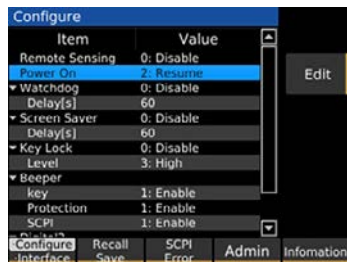 Configure
Item Value
Remote Sensing 0: Disable
Power On 2: Resume
Edit
Watchdog 0: Disable
Delay[s] 60
Screen Saver 0: Disable
Delay[s] 60
Key Lock 0: Disable
Level 3: High
Beeper
key 1: Enable
Protection 1: Enable
SCPI 1: Enable
Configure Recall SCPI Admin Infomation
Interface Save Error